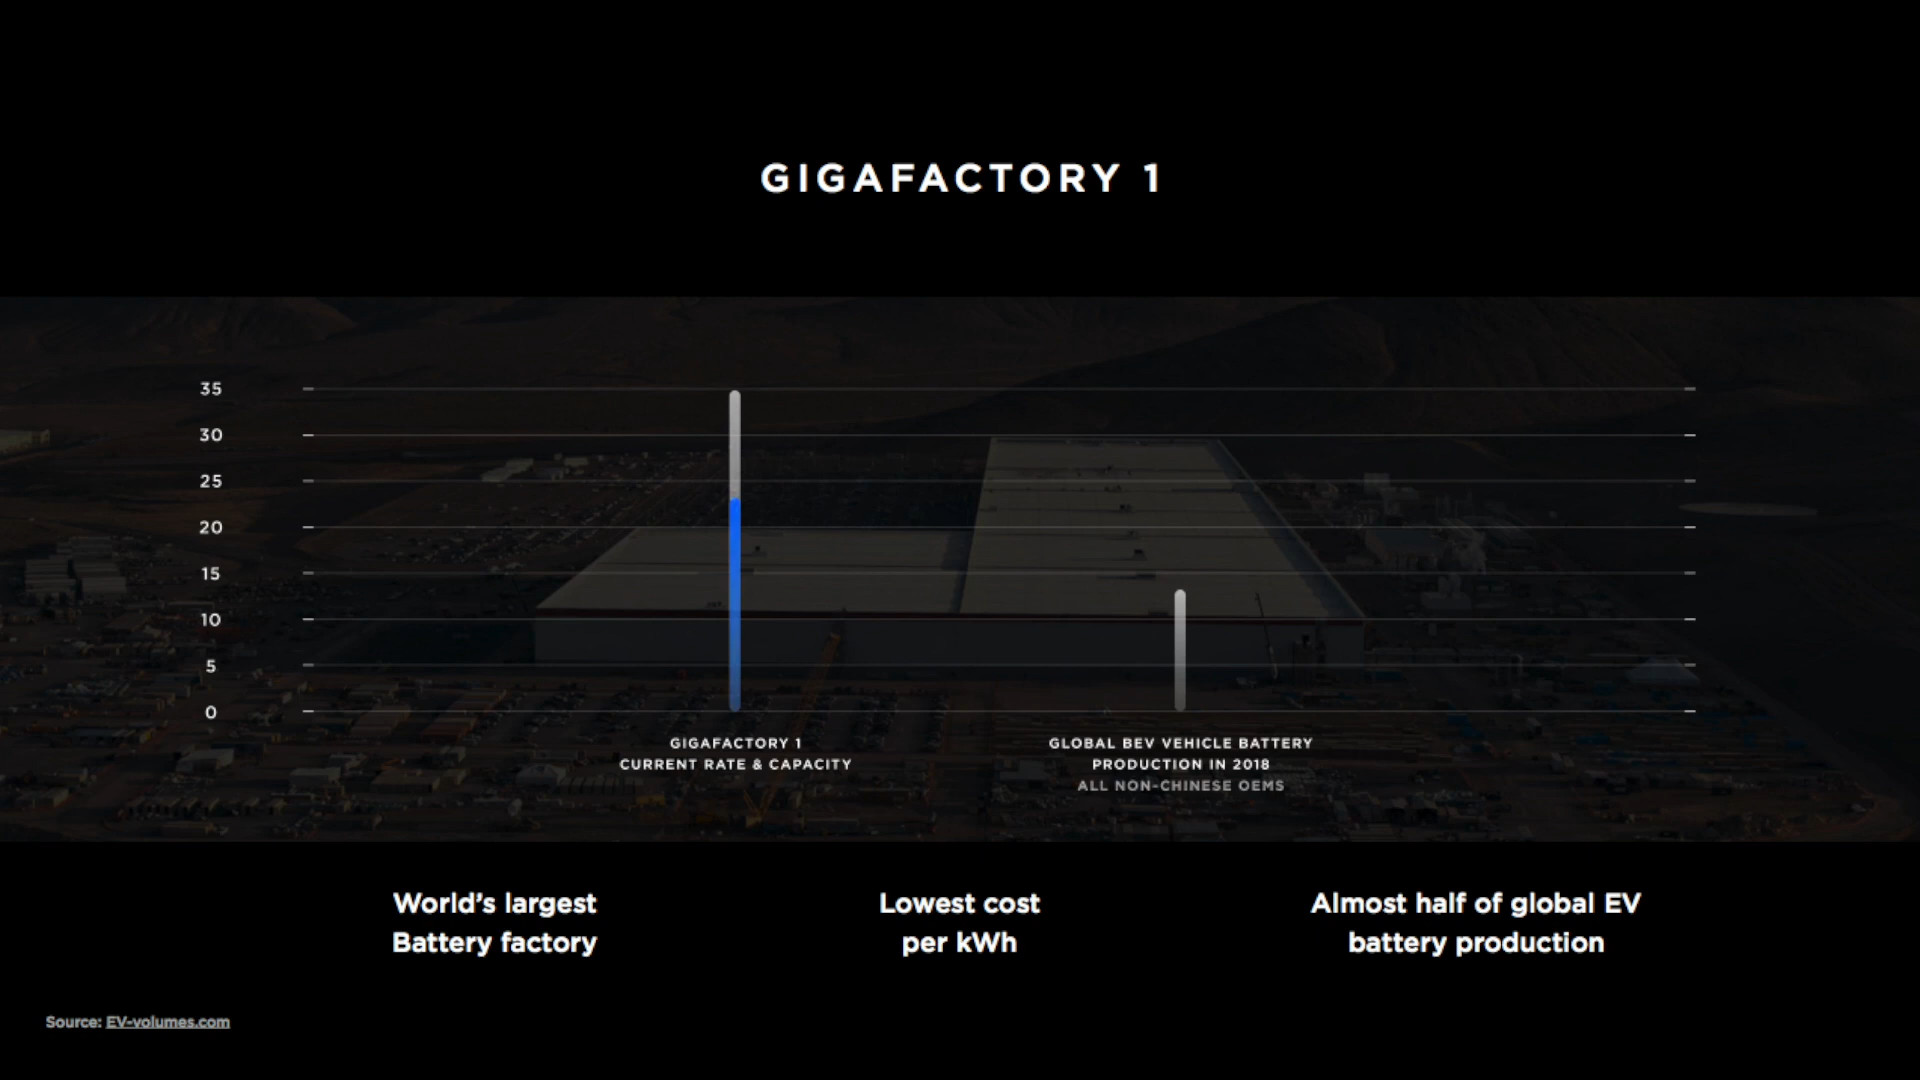 GIGAFACTORY 1
35
30
25
20
15
10
5
0
GIGAFACTORY 1
CURRENT RATE & CAPACITY
GLOBAL BEV VEHICLE BATTERY
PRODUCTION IN 2018
ALL NON-CHINESE OEMS
World’s largest
Battery factory
Lowest cost
per kWh
Almost half of global EV
battery production
Source: EV-volumes.com